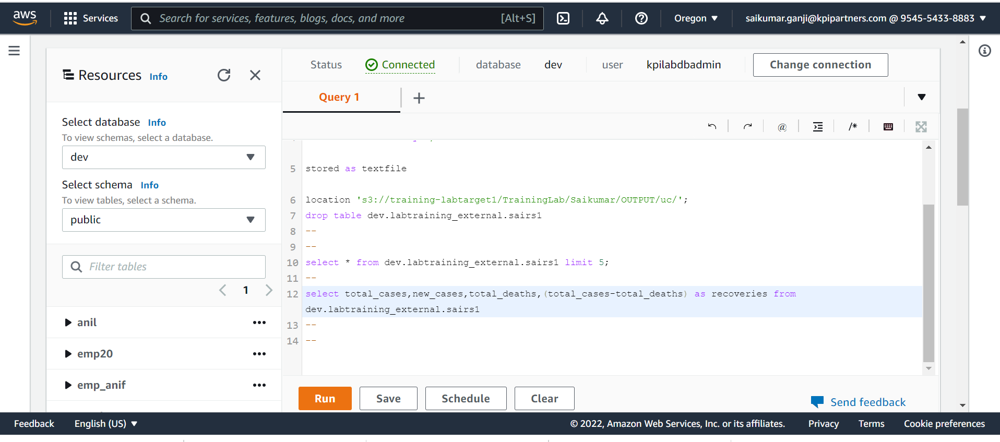 aws
Services
Search for services, features, blogs, docs, and more [Alt+S]
Oregon ▼
saikumar.ganji@kpipartners.com @ 9545-5433-8883 ▼
Resources Info
Status Connected database dev user kpilabdbadmin Change connection
Query 1
Select database Info
To view schemas, select a database.
dev
Select schema Info
To view tables, select a schema.
public
Filter tables
1
anil
emp20
emp_anif
@ /*
5 stored as textfile
6 location 's3://training-labtarget1/TrainingLab/Saikumar/OUTPUT/uc/';
7 drop table dev.labtraining_external.sairs1
8 --
9 --
10 select * from dev.labtraining_external.sairs1 limit 5;
11 --
12 select total_cases,new_cases,total_deaths,(total_cases-total_deaths) as recoveries from
dev.labtraining_external.sairs1
13 --
14 --
Run Save Schedule Clear
Send feedback
Feedback English (US) ▼
© 2022, Amazon Web Services, Inc. or its affiliates. Privacy Terms Cookie preferences